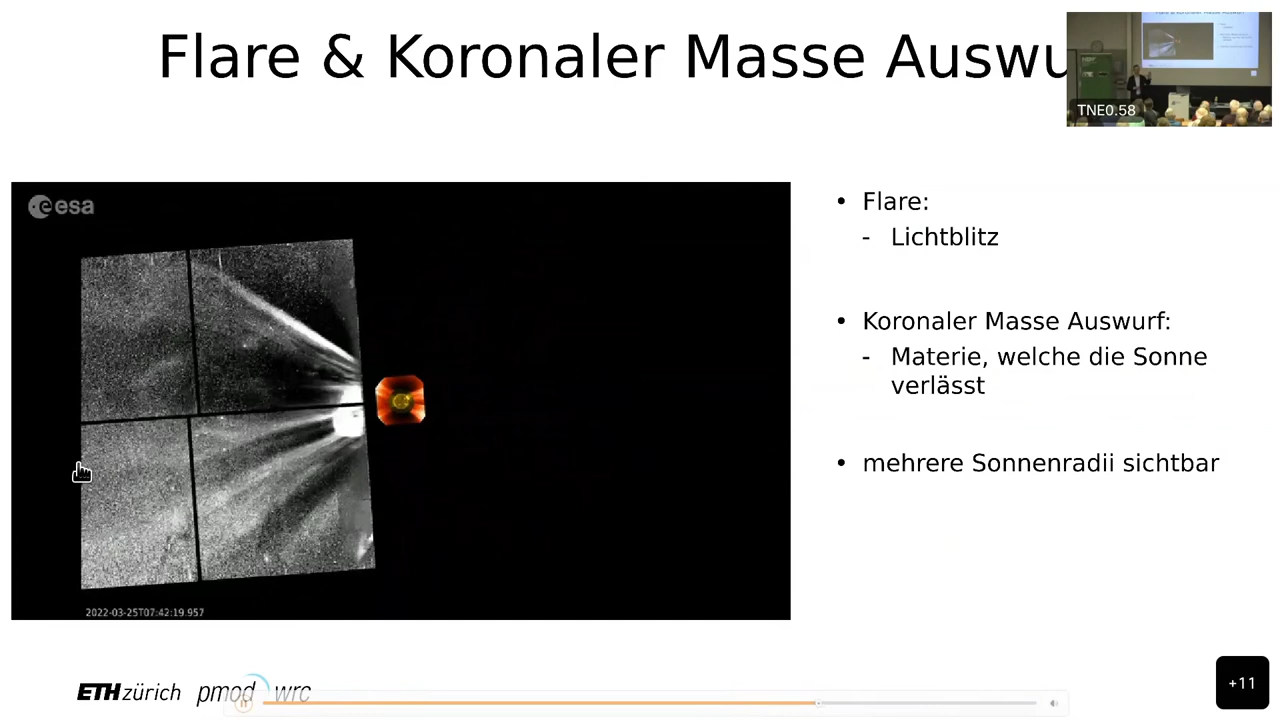 Flare & Koronaler Masse Auswu
TNE0.58
esa
• Flare:
- Lichtblitz
• Koronaler Masse Auswurf:
- Materie, welche die Sonne
verlässt
• mehrere Sonnenradii sichtbar
2022-03-25T07:42:19.957
ETH zürich pmod wrc
+11